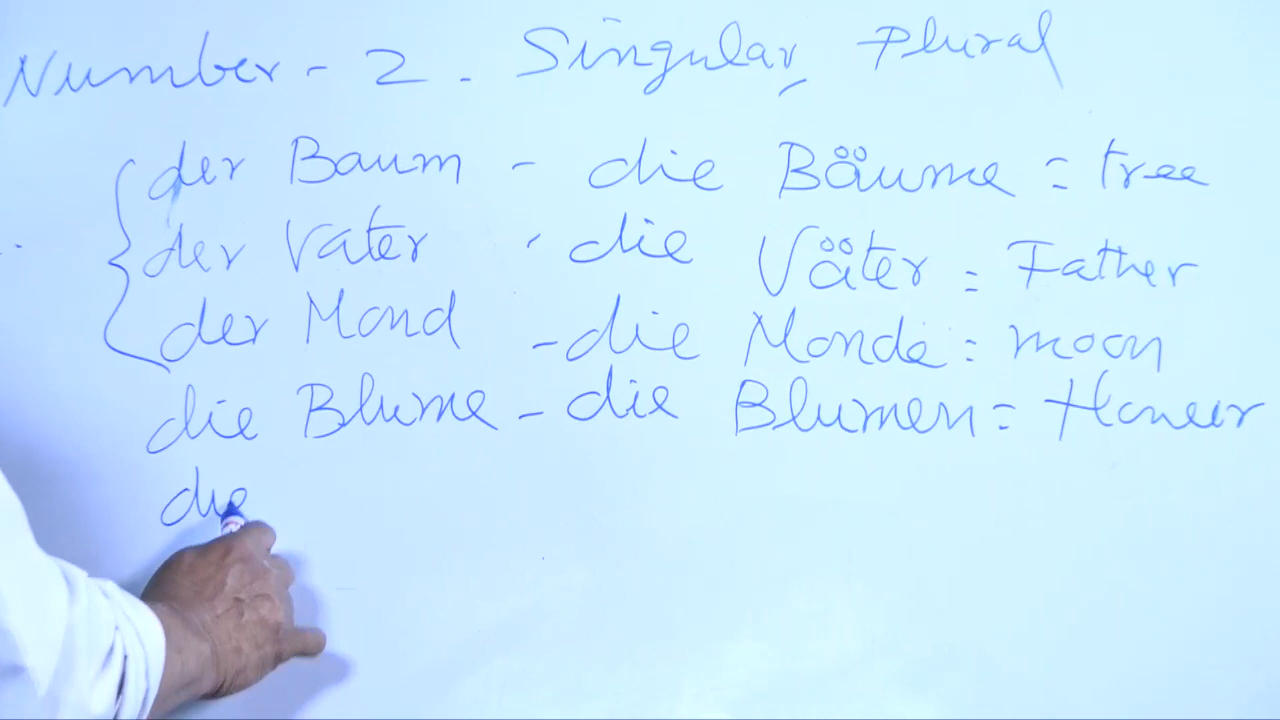 Number - 2. Singular, Plural
der Baum - die Bäume = tree
der Vater - die Väter = Father
der Mond - die Monde = moon
die Blume - die Blumen =
die